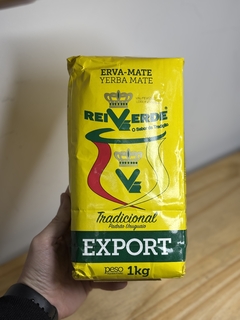 ERVA-MATE
YERBA MATE
REI VERDE
O Sabor da Tradição
Tradicional
Padrão Uruguaio
EXPORT
peso
1kg